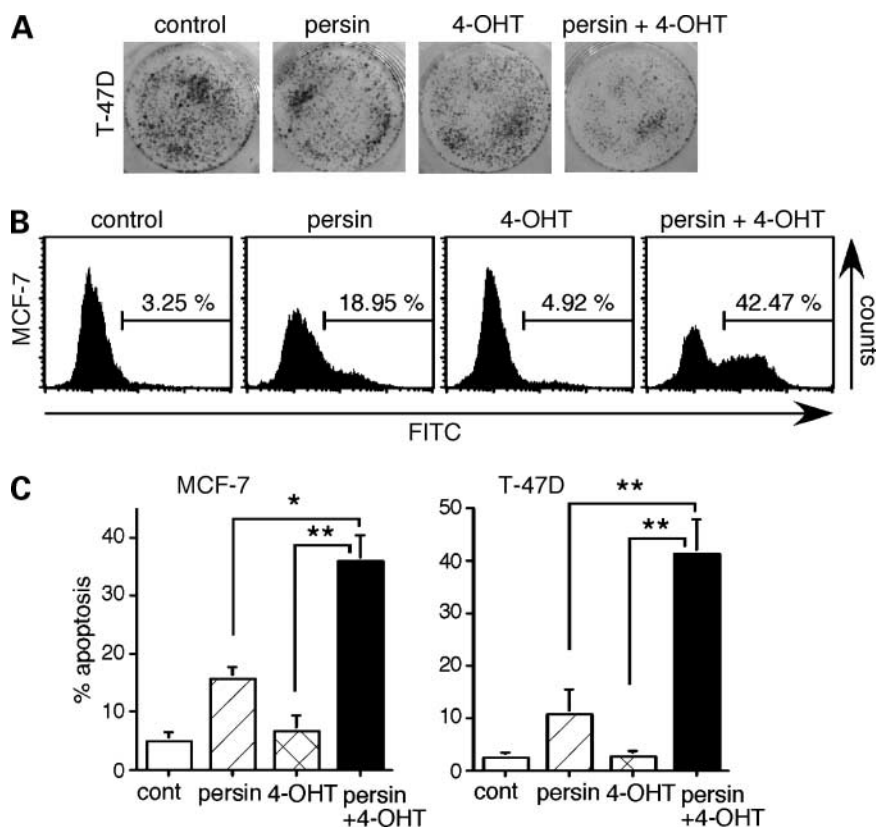 A
control persin 4-OHT persin + 4-OHT
T-47D
B
control persin 4-OHT persin + 4-OHT
MCF-7
3.25 % 18.95 % 4.92 % 42.47 %
counts
FITC
C
MCF-7
% apoptosis
40
30
20
10
0
*
**
cont persin 4-OHT persin
+4-OHT
T-47D
50
40
30
20
10
0
**
**
cont persin 4-OHT persin
+4-OHT